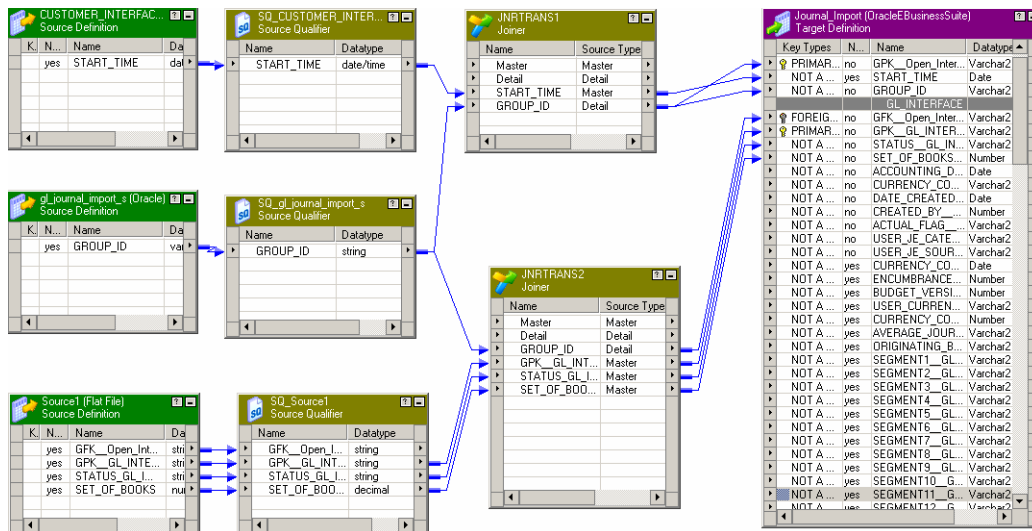 CUSTOMER_INTERFAC...
Source Definition
K. N... Name Da
yes START_TIME dat
SQ_CUSTOMER_INTER...
Source Qualifier
Name Datatype
START_TIME date/time
JNRTRANS1
Joiner
Name Source Type
Master Master
Detail Detail
START_TIME Master
GROUP_ID Detail
gl_journal_import_s (Oracle)
Source Definition
K. N... Name Da
yes GROUP_ID var
SQ_gl_journal_import_s
Source Qualifier
Name Datatype
GROUP_ID string
JNRTRANS2
Joiner
Name Source Type
Master Master
Detail Detail
GROUP_ID Detail
GPK__GL_INT... Master
STATUS_GL_I... Master
SET_OF_BOO... Master
Source1 (Flat File)
Source Definition
K. N... Name Da
yes GFK__Open_Int... stri
yes GPK__GL_INTE... stri
yes STATUS_GL_I... stri
yes SET_OF_BOOKS nu
SQ_Source1
Source Qualifier
Name Datatype
GFK__Open_I... string
GPK__GL_INT... string
STATUS_GL_I... string
SET_OF_BOO... decimal
Journal_Import (OracleEBusinessSuite)
Target Definition
Key Types N... Name Datatype
PRIMAR... no GPK__Open_Inter... Varchar2
NOT A ... yes START_TIME Date
NOT A ... no GROUP_ID Varchar2
GL_INTERFACE
FOREIG... no GFK__Open_Inter... Varchar2
PRIMAR... no GPK__GL_INTER... Varchar2
NOT A ... no STATUS__GL_IN... Varchar2
NOT A ... no SET_OF_BOOKS... Number
NOT A ... no ACCOUNTING_D... Date
NOT A ... no CURRENCY_CO... Varchar2
NOT A ... no DATE_CREATED... Date
NOT A ... no CREATED_BY__... Number
NOT A ... no ACTUAL_FLAG__... Varchar2
NOT A ... no USER_JE_CATE... Varchar2
NOT A ... no USER_JE_SOUR... Varchar2
NOT A ... yes CURRENCY_CO... Date
NOT A ... yes ENCUMBRANCE... Number
NOT A ... yes BUDGET_VERSI... Number
NOT A ... yes USER_CURREN... Varchar2
NOT A ... yes CURRENCY_CO... Number
NOT A ... yes AVERAGE_JOUR... Varchar2
NOT A ... yes ORIGINATING_B... Varchar2
NOT A ... yes SEGMENT1__GL... Varchar2
NOT A ... yes SEGMENT2__GL... Varchar2
NOT A ... yes SEGMENT3__GL... Varchar2
NOT A ... yes SEGMENT4__GL... Varchar2
NOT A ... yes SEGMENT5__GL... Varchar2
NOT A ... yes SEGMENT6__GL... Varchar2
NOT A ... yes SEGMENT7__GL... Varchar2
NOT A ... yes SEGMENT8__GL... Varchar2
NOT A ... yes SEGMENT9__GL... Varchar2
NOT A ... yes SEGMENT10__G... Varchar2
NOT A ... yes SEGMENT11__G... Varchar2
NOT A ... yes SEGMENT12__G... Varchar2